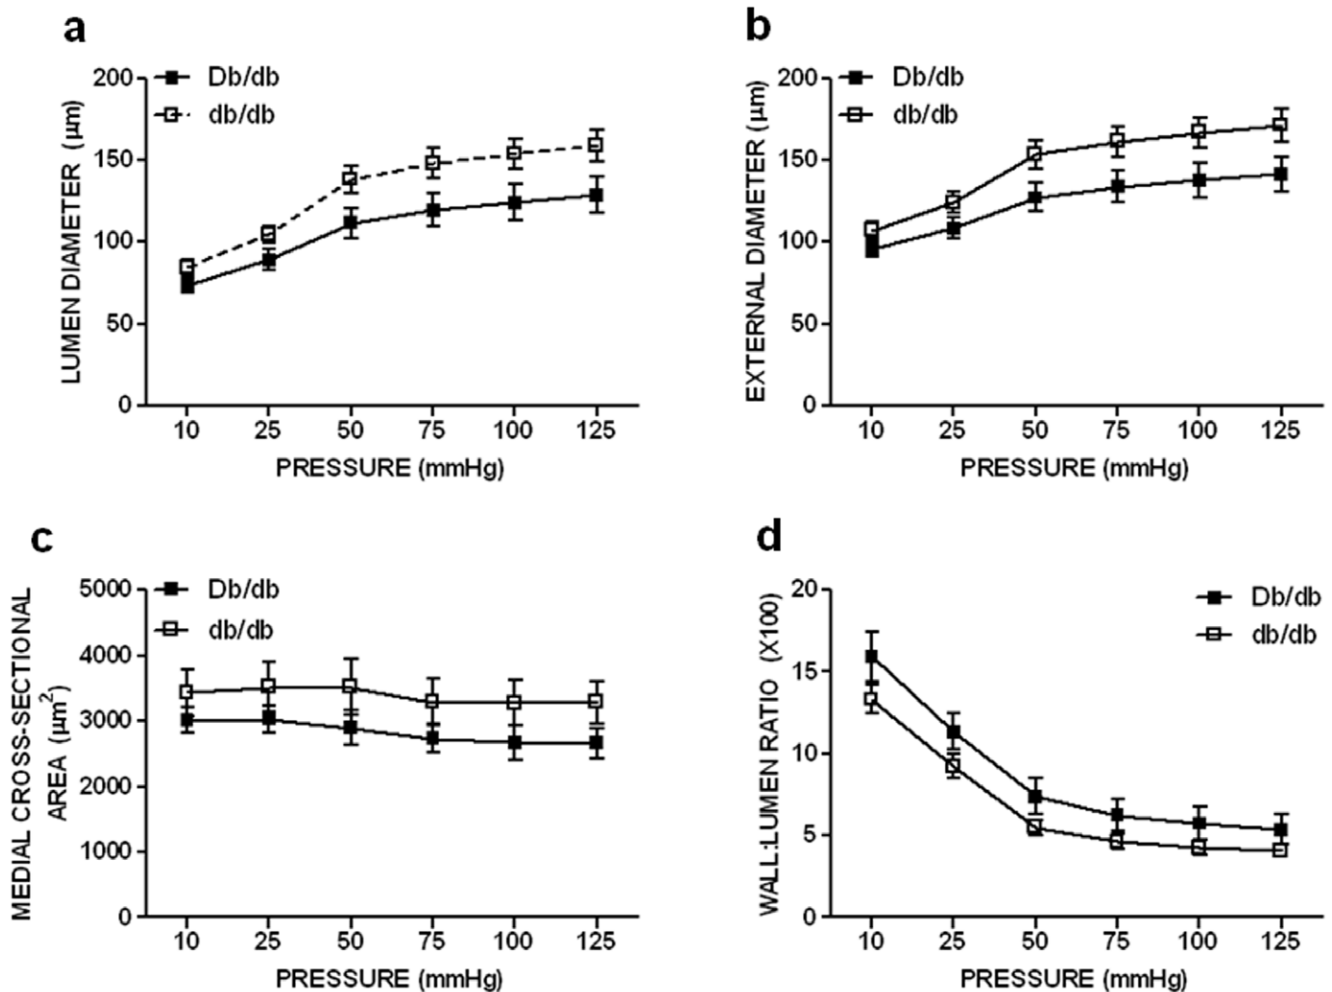 a
LUMEN DIAMETER (µm)
200
150
100
50
0
Db/db
db/db
10 25 50 75 100 125
PRESSURE (mmHg)
b
EXTERNAL DIAMETER (µm)
200
150
100
50
0
Db/db
db/db
10 25 50 75 100 125
PRESSURE (mmHg)
c
MEDIAL CROSS-SECTIONAL
AREA (µm²)
5000
4000
3000
2000
1000
0
Db/db
db/db
10 25 50 75 100 125
PRESSURE (mmHg)
d
WALL:LUMEN RATIO (X100)
20
15
10
5
0
Db/db
db/db
10 25 50 75 100 125
PRESSURE (mmHg)